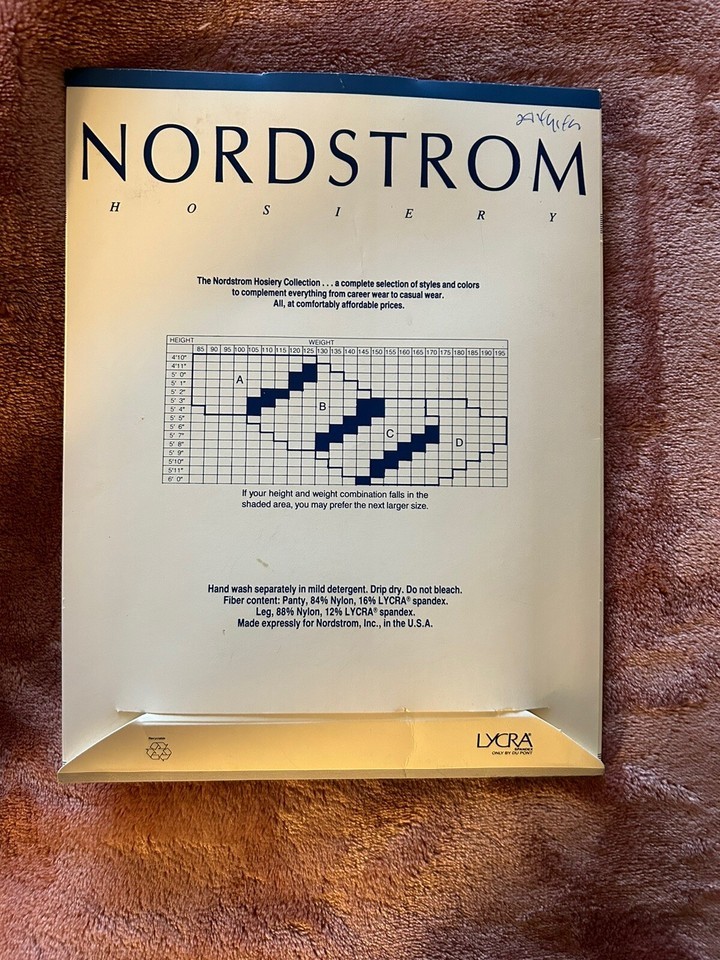 NORDSTROM
HOSIERY
The Nordstrom Hosiery Collection . . . a complete selection of styles and colors
to complement everything from career wear to casual wear.
All, at comfortably affordable prices.
HEIGHT WEIGHT
85 90 95 100 105 110 115 120 125 130 135 140 145 150 155 160 165 170 175 180 185 190 195
4'10"
4'11"
5' 0"
5' 1"
5' 2"
5' 3"
5' 4"
5' 5"
5' 6"
5' 7"
5' 8"
5' 9"
5'10"
5'11"
6' 0"
A
B
C
D
If your height and weight combination falls in the
shaded area, you may prefer the next larger size.
Hand wash separately in mild detergent. Drip dry. Do not bleach.
Fiber content: Panty, 84% Nylon, 16% LYCRA® spandex.
Leg, 88% Nylon, 12% LYCRA® spandex.
Made expressly for Nordstrom, Inc., in the U.S.A.
Recyclable
LYCRA®
SPANDEX
ONLY BY DU PONT